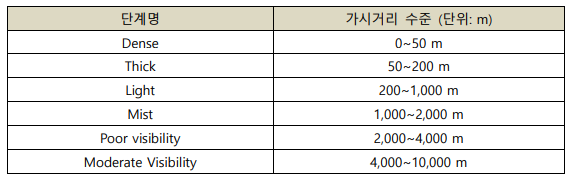 단계명 가시거리 수준 (단위: m)
Dense 0~50 m
Thick 50~200 m
Light 200~1,000 m
Mist 1,000~2,000 m
Poor visibility 2,000~4,000 m
Moderate Visibility 4,000~10,000 m